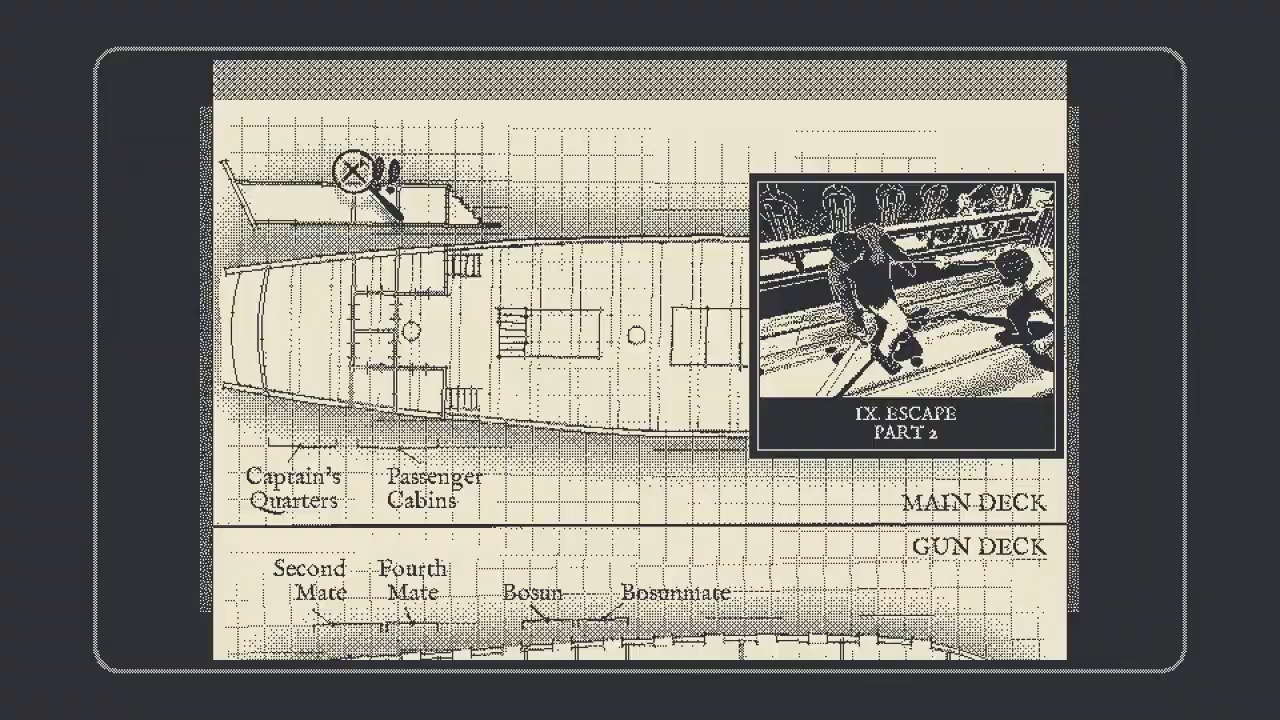 IX. ESCAPE
PART 2
Captain's
Quarters
Passenger
Cabins
MAIN DECK
GUN DECK
Second
Mate
Fourth
Mate
Bosun
Bosunmate